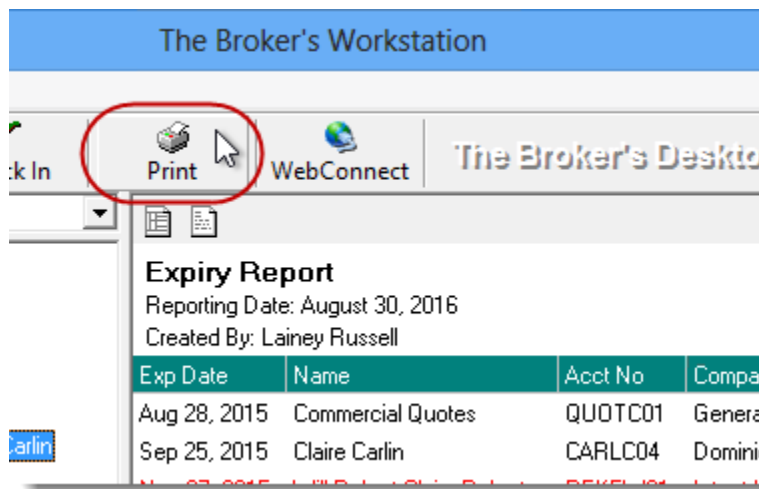 The Broker's Workstation
k In
Print
WebConnect
The Broker's Deskto
Expiry Report
Reporting Date: August 30, 2016
Created By: Lainey Russell
Exp Date Name Acct No Compa
Aug 28, 2015 Commercial Quotes QUOTC01 Genera
Carlin Sep 25, 2015 Claire Carlin CARLC04 Domini